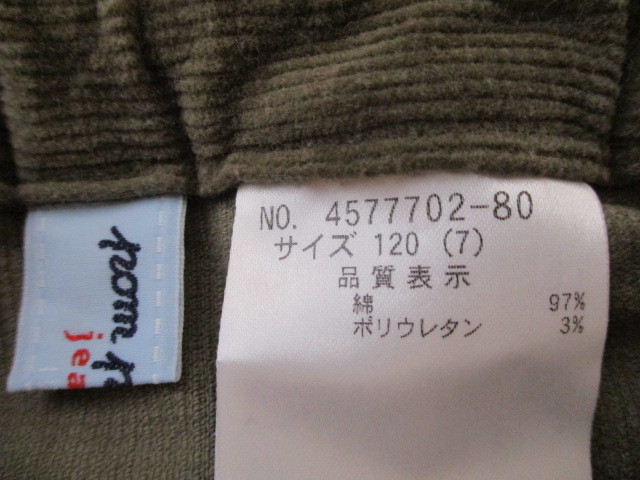 NO. 4577702-80
サイズ 120 (7)
品質表示
綿 97%
ポリウレタン 3%